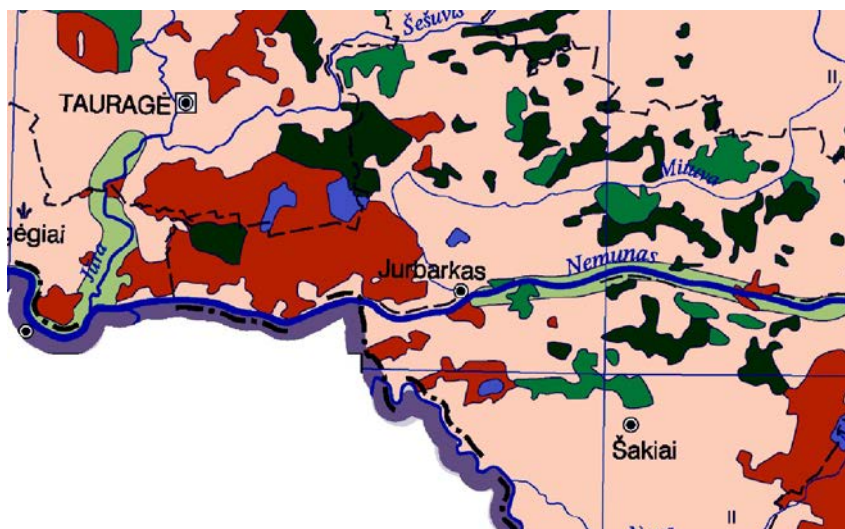 Šešuvis
II
TAURAGĖ
Mituva
gėgiai
Jūra
Jurbarkas
Nemunas
Šakiai
II